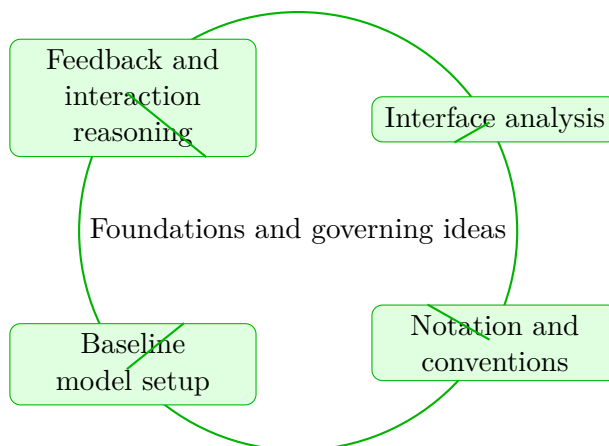 Feedback and
interaction
reasoning
Interface analysis
Foundations and governing ideas
Baseline
model setup
Notation and
conventions